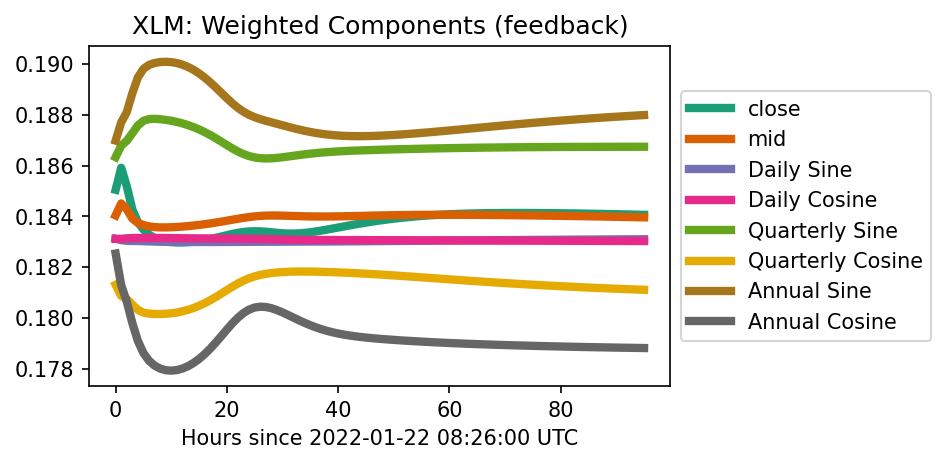 XLM: Weighted Components (feedback)
0.190
0.188
0.186
0.184
0.182
0.180
0.178
0
20
40
60
80
Hours since 2022-01-22 08:26:00 UTC
close
mid
Daily Sine
Daily Cosine
Quarterly Sine
Quarterly Cosine
Annual Sine
Annual Cosine